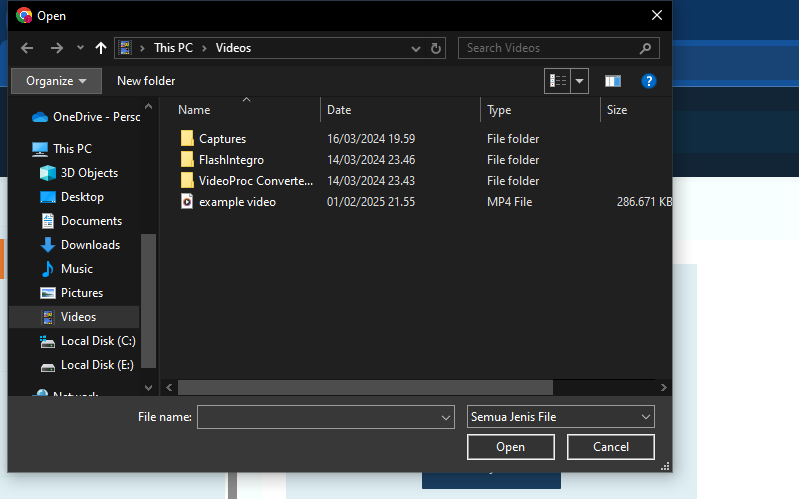 Open
This PC
Videos
Search Videos
Organize
New folder
Name
Date
Type
Size
OneDrive - Persc
This PC
3D Objects
Desktop
Documents
Downloads
Music
Pictures
Videos
Local Disk (C:)
Local Disk (E:)
Network
Captures 16/03/2024 19.59 File folder
FlashIntegro 14/03/2024 23.46 File folder
VideoProc Converte... 14/03/2024 23.43 File folder
example video 01/02/2025 21.55 MP4 File 286.671 KB
File name:
Semua Jenis File
Open
Cancel